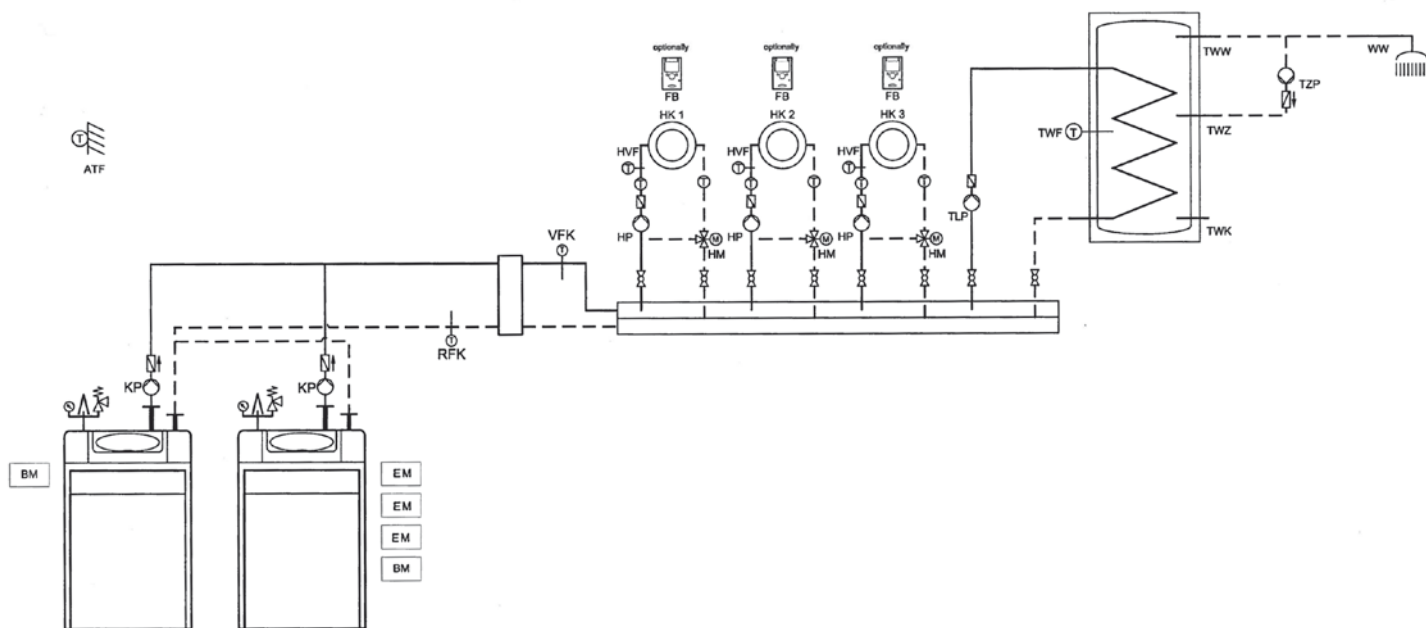 optionally
optionally
optionally
FB
FB
FB
HK 1
HK 2
HK 3
TWW
WW
TZP
TWZ
TWF
T
T
ATF
HVF
HVF
HVF
T
T
T
T
T
T
T
T
T
TLP
TWK
HP
M
HP
M
HP
M
HM
HM
HM
VFK
T
T
RFK
KP
KP
BM
EM
EM
EM
BM